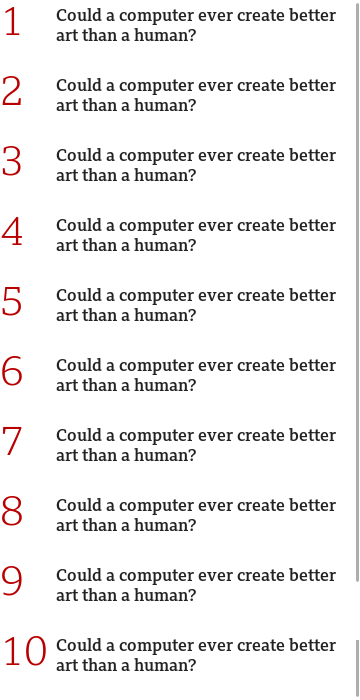 1 Could a computer ever create better
art than a human?
2 Could a computer ever create better
art than a human?
3 Could a computer ever create better
art than a human?
4 Could a computer ever create better
art than a human?
5 Could a computer ever create better
art than a human?
6 Could a computer ever create better
art than a human?
7 Could a computer ever create better
art than a human?
8 Could a computer ever create better
art than a human?
9 Could a computer ever create better
art than a human?
10 Could a computer ever create better
art than a human?